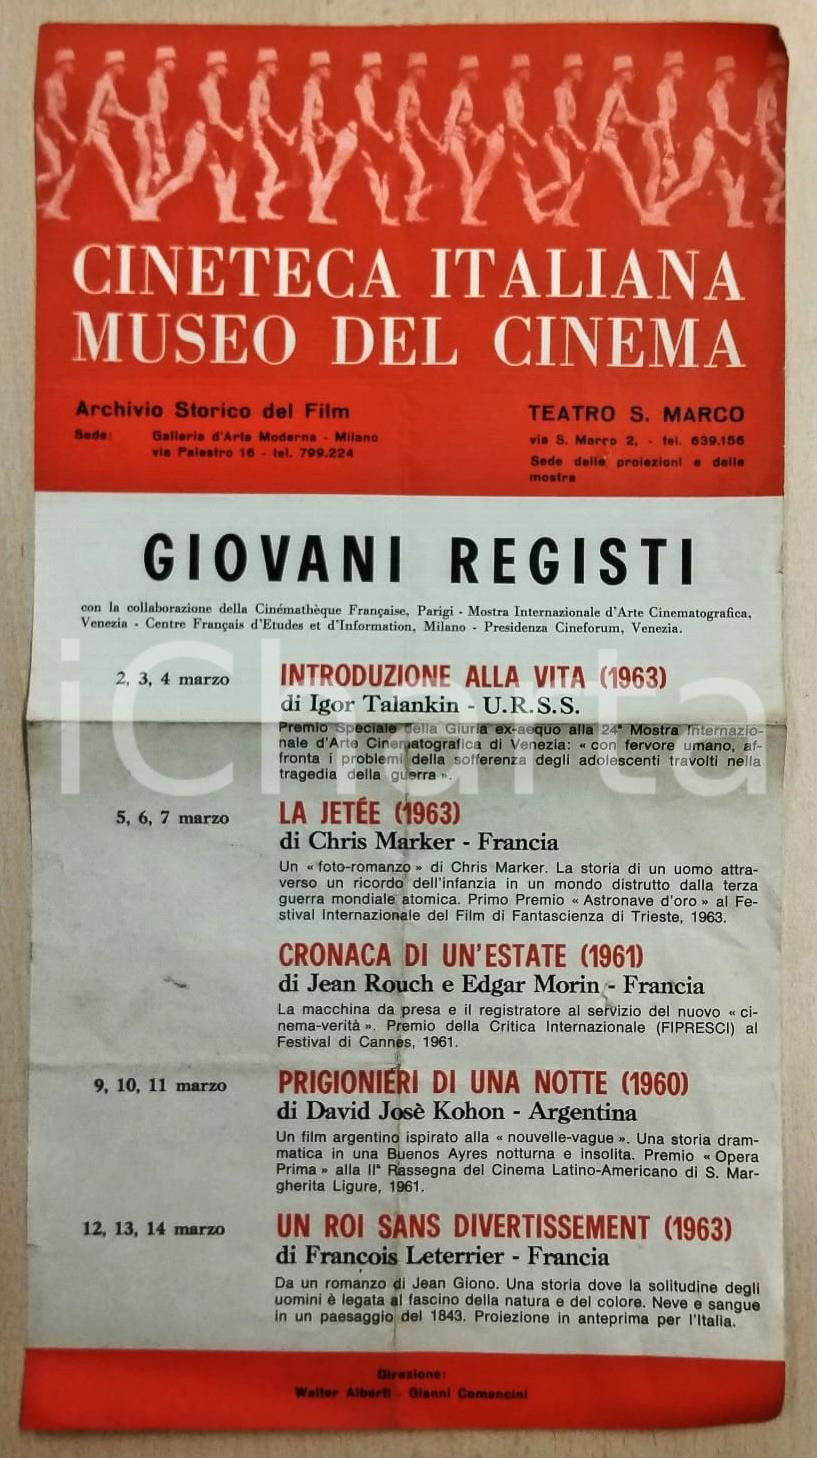 CINETECA ITALIANA
MUSEO DEL CINEMA
Archivio Storico del Film
Sede: Galleria d'Arte Moderna - Milano
via Palestro 16 - tel. 799.224
TEATRO S. MARCO
via S. Marco 2, - tel. 639.156
Sede delle proiezioni e delle
mostre
GIOVANI REGISTI
con la collaborazione della Cinémathèque Française, Parigi - Mostra Internazionale d'Arte Cinematografica,
Venezia - Centre Français d'Etudes et d'Information, Milano - Presidenza Cineforum, Venezia.
2, 3, 4 marzo
INTRODUZIONE ALLA VITA (1963)
di Igor Talankin - U.R.S.S.
Premio Speciale della Giuria ex-aequo alla 24ª Mostra Internazio-
nale d'Arte Cinematografica di Venezia: « con fervore umano, af-
fronta i problemi della sofferenza degli adolescenti travolti nella
tragedia della guerra ».
5, 6, 7 marzo
LA JETÉE (1963)
di Chris Marker - Francia
Un « foto-romanzo » di Chris Marker. La storia di un uomo attra-
verso un ricordo dell'infanzia in un mondo distrutto dalla terza
guerra mondiale atomica. Primo Premio « Astronave d'oro » al Fe-
stival Internazionale del Film di Fantascienza di Trieste, 1963.
CRONACA DI UN'ESTATE (1961)
di Jean Rouch e Edgar Morin - Francia
La macchina da presa e il registratore al servizio del nuovo « ci-
nema-verità ». Premio della Critica Internazionale (FIPRESCI) al
Festival di Cannes, 1961.
9, 10, 11 marzo
PRIGIONIERI DI UNA NOTTE (1960)
di David Josè Kohon - Argentina
Un film argentino ispirato alla « nouvelle-vague ». Una storia dram-
matica in una Buenos Ayres notturna e insolita. Premio « Opera
Prima » alla IIª Rassegna del Cinema Latino-Americano di S. Mar-
gherita Ligure, 1961.
12, 13, 14 marzo
UN ROI SANS DIVERTISSEMENT (1963)
di Francois Leterrier - Francia
Da un romanzo di Jean Giono. Una storia dove la solitudine degli
uomini è legata al fascino della natura e del colore. Neve e sangue
in un paesaggio del 1843. Proiezione in anteprima per l'Italia.
Direzione:
Walter Alberti - Gianni Comencini
iCharta